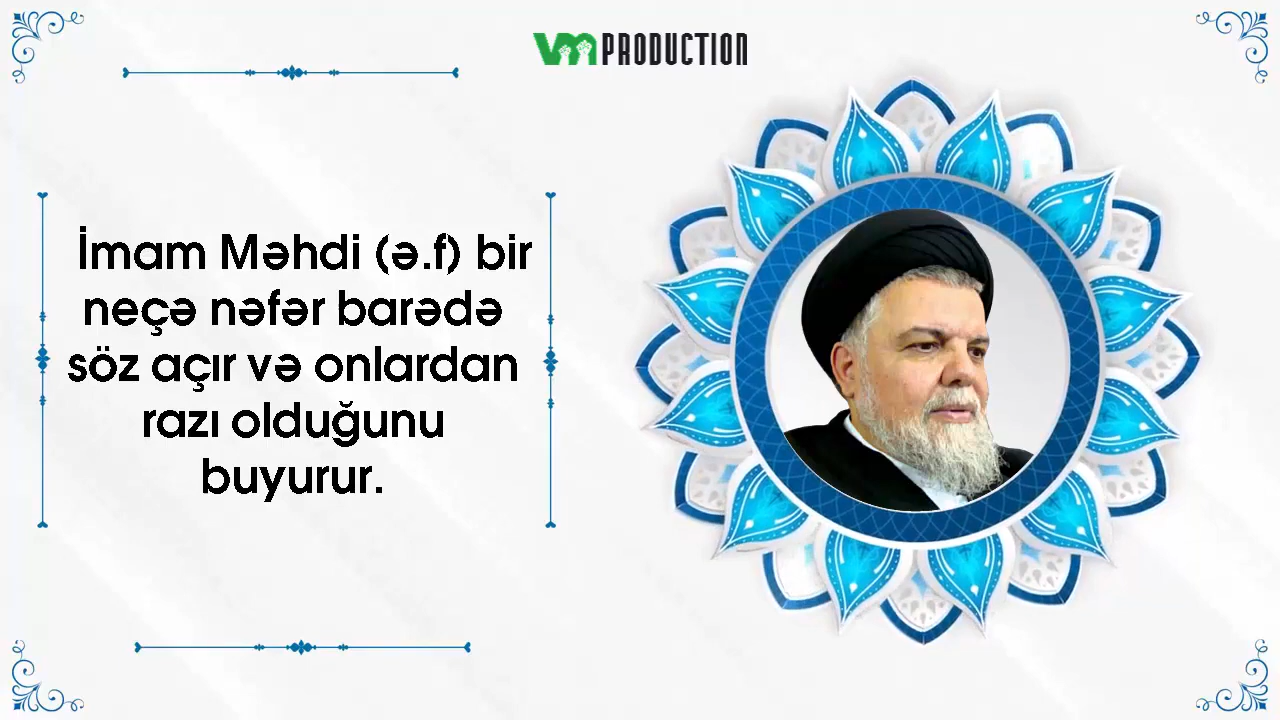 VM PRODUCTION
İmam Məhdi (ə.f) bir
neçə nəfər barədə
söz açır və onlardan
razı olduğunu
buyurur.